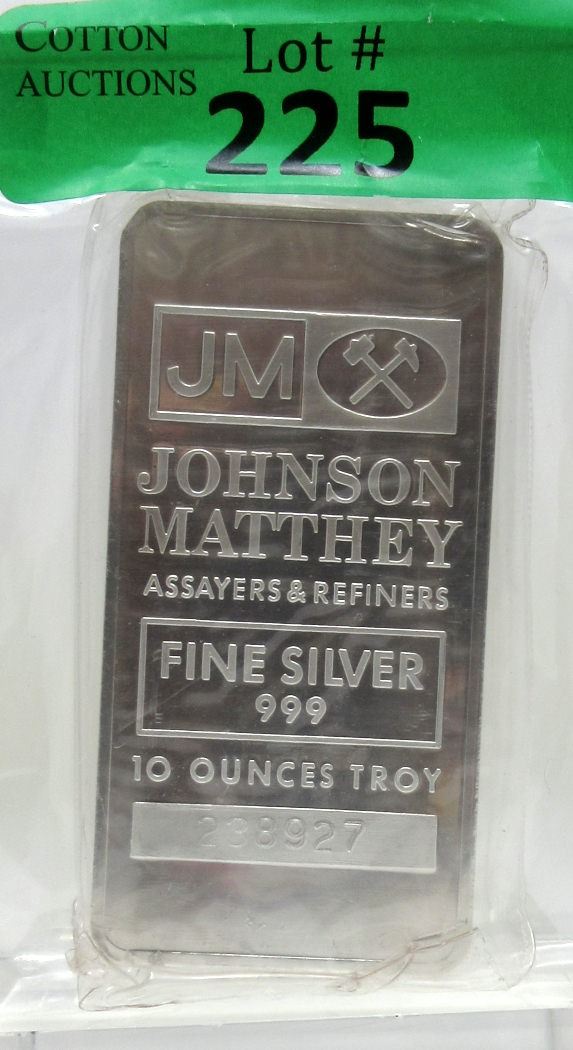 COTTON
AUCTIONS
Lot #
225
JM
JOHNSON
MATTHEY
ASSAYERS & REFINERS
FINE SILVER
999
10 OUNCES TROY
238927